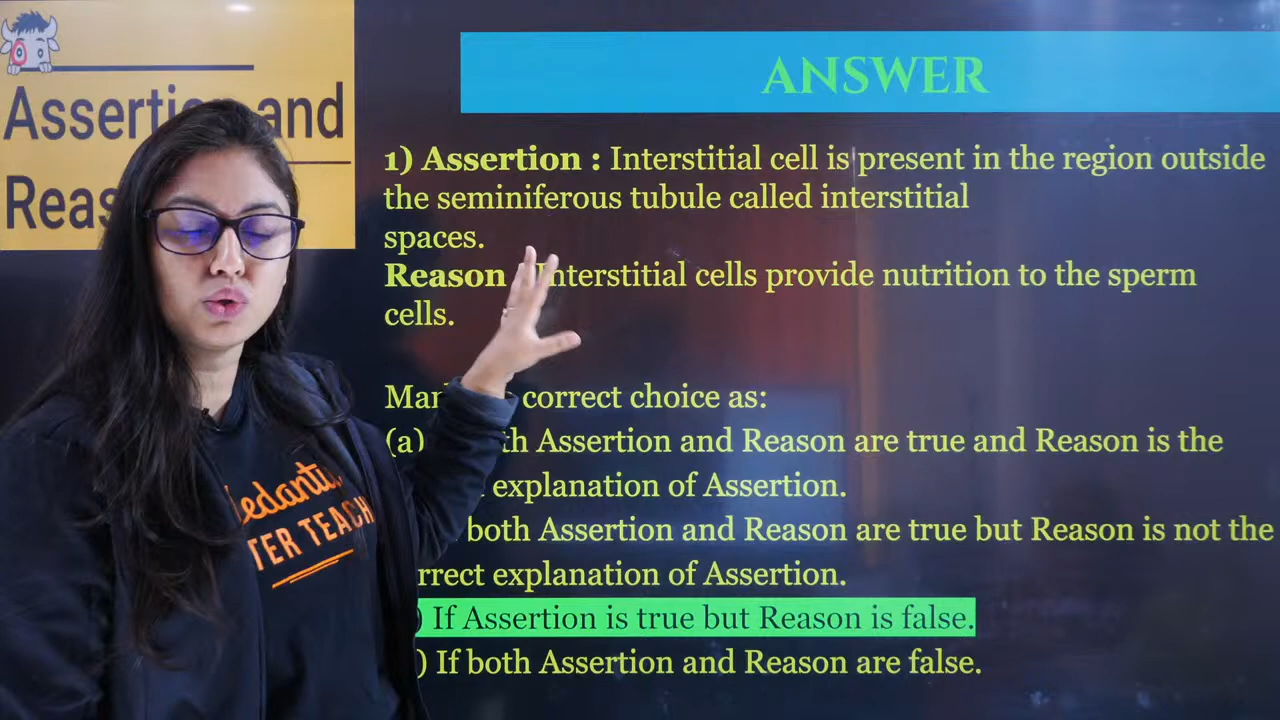 Assertion and
Reas
ANSWER
1) Assertion : Interstitial cell is present in the region outside
the seminiferous tubule called interstitial
spaces.
Reason Interstitial cells provide nutrition to the sperm
cells.
correct choice as:
(a) Assertion and Reason are true and Reason is the
explanation of Assertion.
both Assertion and Reason are true but Reason is not the
rrect explanation of Assertion.
) If Assertion is true but Reason is false.
) If both Assertion and Reason are false.
Vedantu
TER TEACH